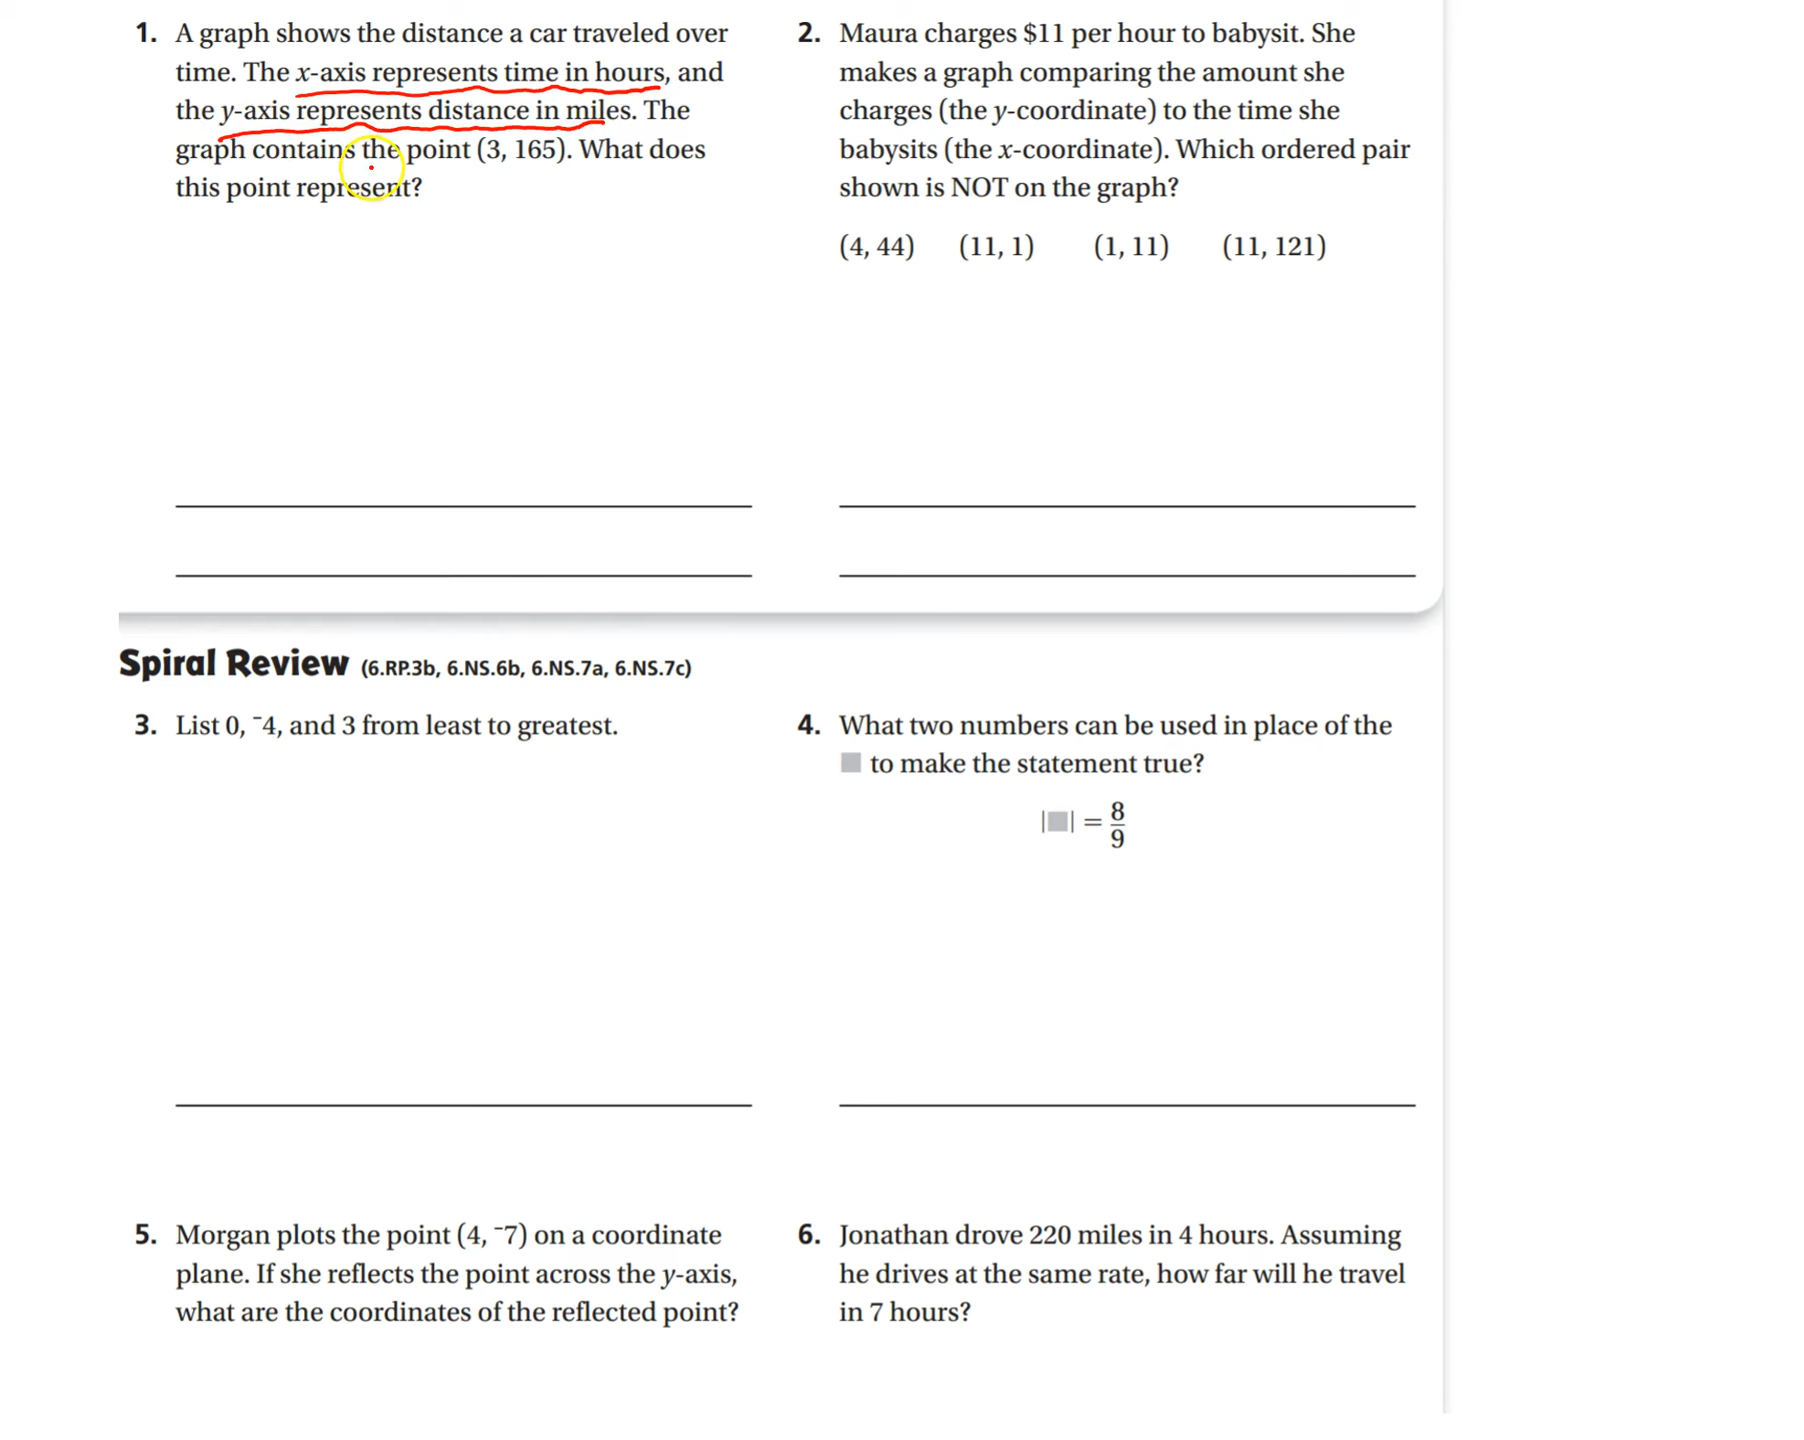 1. A graph shows the distance a car traveled over
time. The x-axis represents time in hours, and
the y-axis represents distance in miles. The
graph contains the point (3, 165). What does
this point represent?
2. Maura charges $11 per hour to babysit. She
makes a graph comparing the amount she
charges (the y-coordinate) to the time she
babysits (the x-coordinate). Which ordered pair
shown is NOT on the graph?
(4, 44) (11, 1) (1, 11) (11, 121)
Spiral Review (6.RP.3b, 6.NS.6b, 6.NS.7a, 6.NS.7c)
3. List 0, ⁻4, and 3 from least to greatest.
4. What two numbers can be used in place of the
■ to make the statement true?
|■| = 8/9
5. Morgan plots the point (4, ⁻7) on a coordinate
plane. If she reflects the point across the y-axis,
what are the coordinates of the reflected point?
6. Jonathan drove 220 miles in 4 hours. Assuming
he drives at the same rate, how far will he travel
in 7 hours?